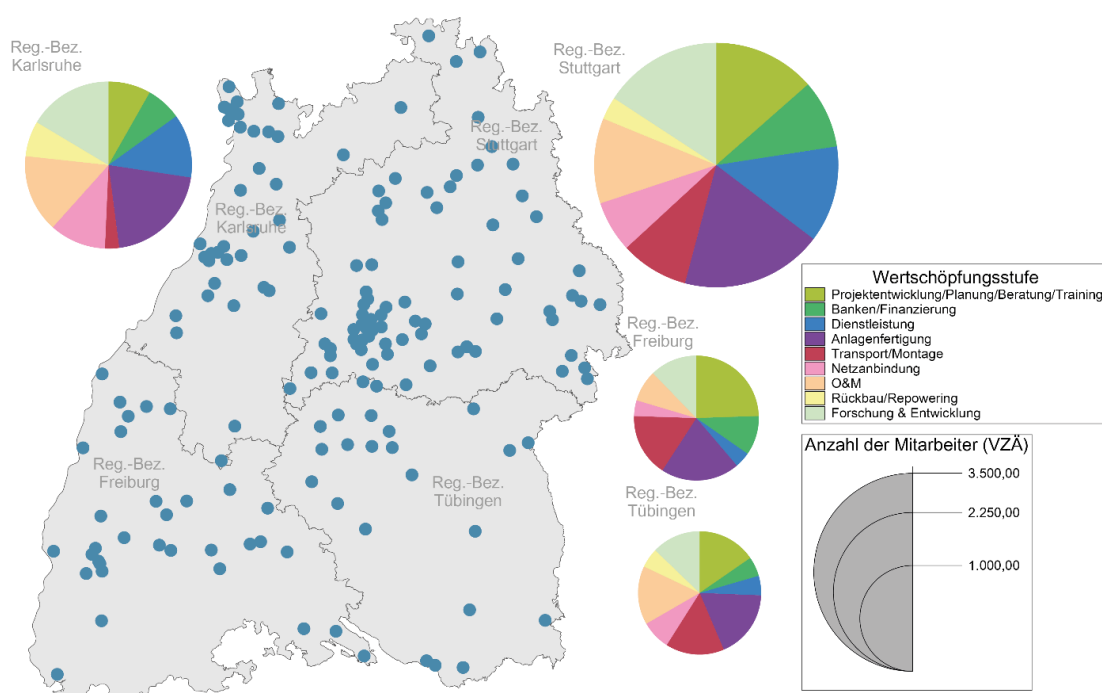 Reg.-Bez.
Karlsruhe
Reg.-Bez.
Stuttgart
Reg.-Bez.
Stuttgart
Reg.-Bez.
Karlsruhe
Wertschöpfungsstufe
Projektentwicklung/Planung/Beratung/Training
Banken/Finanzierung
Dienstleistung
Anlagenfertigung
Transport/Montage
Netzanbindung
O&M
Rückbau/Repowering
Forschung & Entwicklung
Reg.-Bez.
Freiburg
Reg.-Bez.
Freiburg
Reg.-Bez.
Tübingen
Reg.-Bez.
Tübingen
Anzahl der Mitarbeiter (VZÄ)
3.500,00
2.250,00
1.000,00